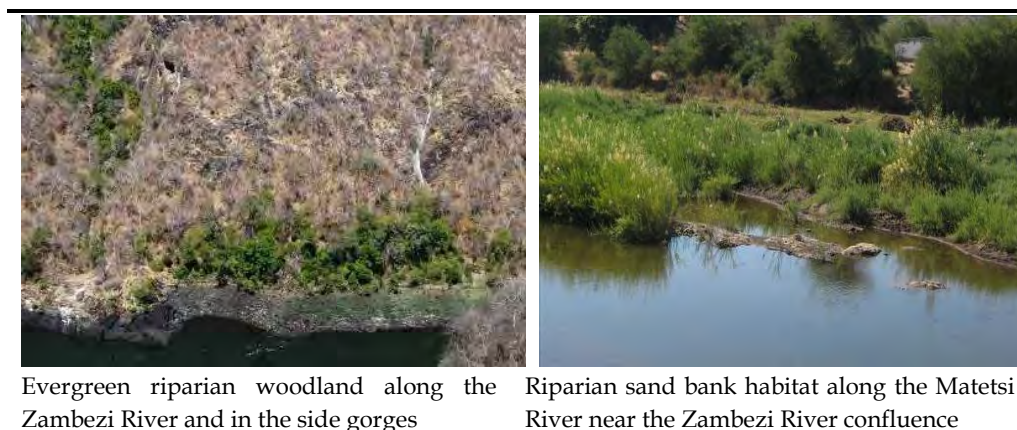 Evergreen riparian woodland along the
Zambezi River and in the side gorges
Riparian sand bank habitat along the Matetsi
River near the Zambezi River confluence